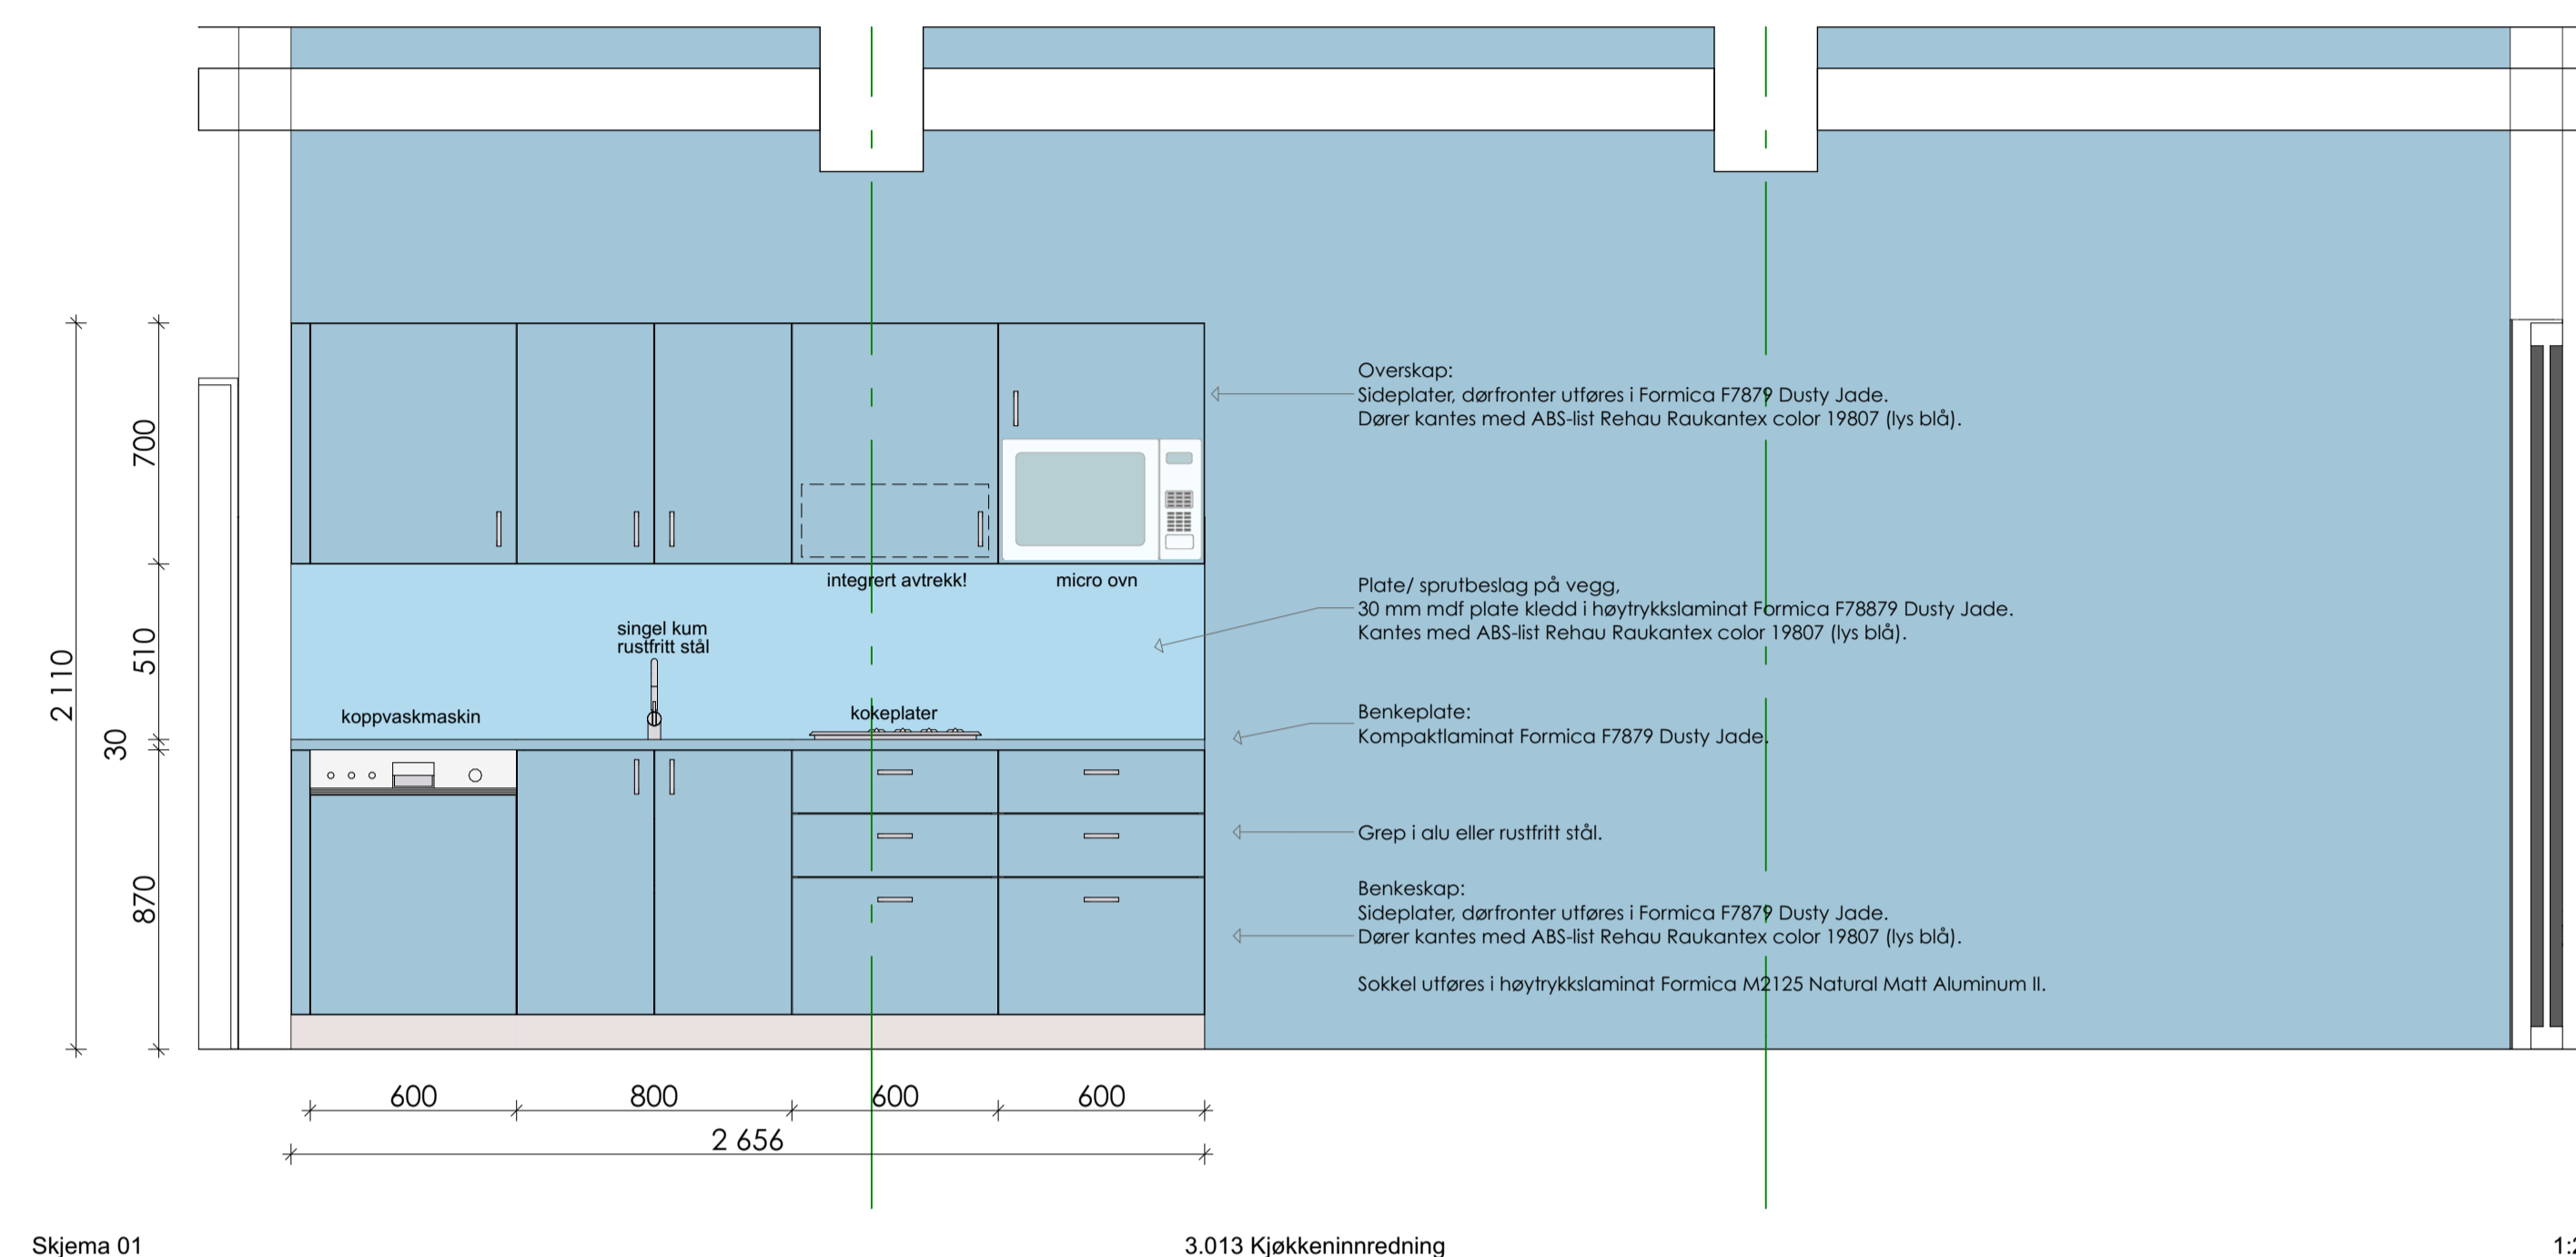 Overskap:
Sideplater, dørfronter utføres i Formica F7879 Dusty Jade.
Dører kantes med ABS-list Rehau Raukantex color 19807 (lys blå).
700
integrert avtrekk!
micro ovn
Plate/ sprutbeslag på vegg,
30 mm mdf plate kledd i høytrykkslaminat Formica F78879 Dusty Jade.
Kantes med ABS-list Rehau Raukantex color 19807 (lys blå).
singel kum
rustfritt stål
510
2 110
koppvaskmaskin
kokeplater
30
Benkeplate:
Kompaktlaminat Formica F7879 Dusty Jade.
Grep i alu eller rustfritt stål.
870
Benkeskap:
Sideplater, dørfronter utføres i Formica F7879 Dusty Jade.
Dører kantes med ABS-list Rehau Raukantex color 19807 (lys blå).
Sokkel utføres i høytrykkslaminat Formica M2125 Natural Matt Aluminum II.
600 800 600 600
2 656
Skjema 01
3.013 Kjøkkeninnredning